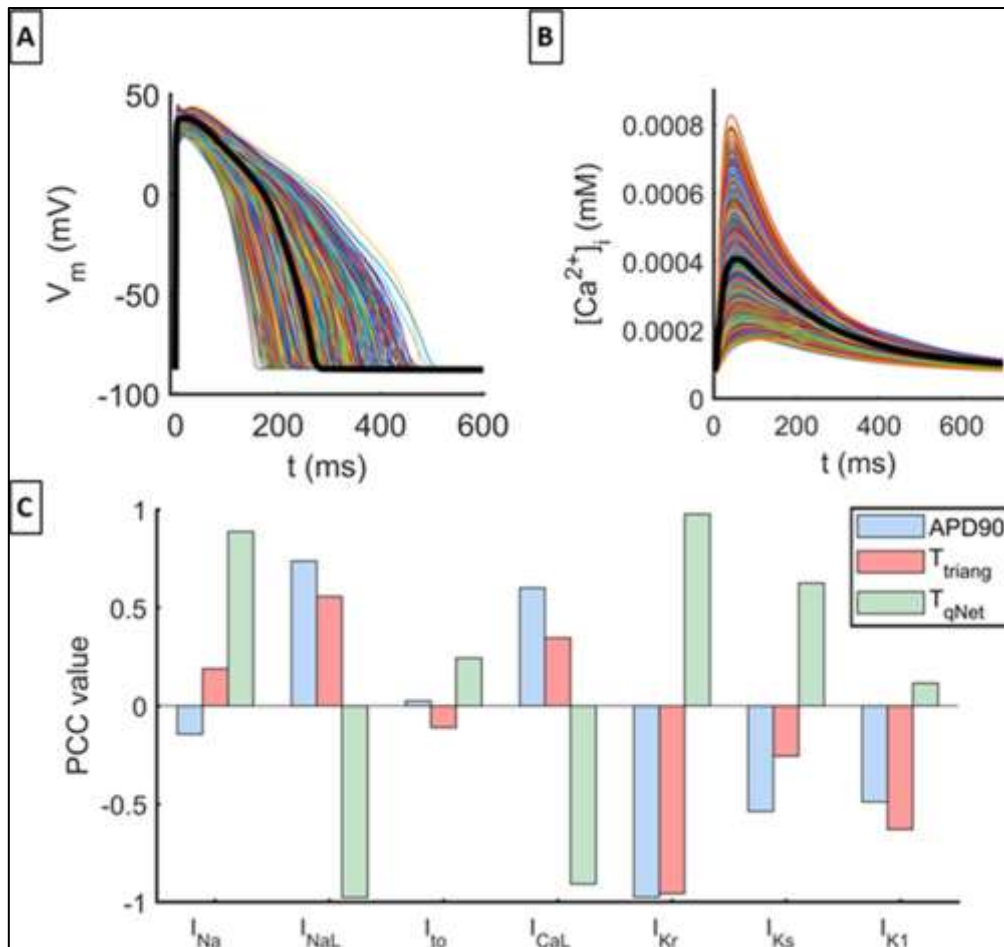 A
50
0
-50
-100
V_m (mV)
0 200 400 600
t (ms)
B
0.0008
0.0006
0.0004
0.0002
0
[Ca²⁺]_i (mM)
0 200 400 600
t (ms)
C
1
0.5
0
-0.5
-1
PCC value
APD90
T_triang
T_qNet
I_Na I_NaL I_to I_CaL I_Kr I_Ks I_K1